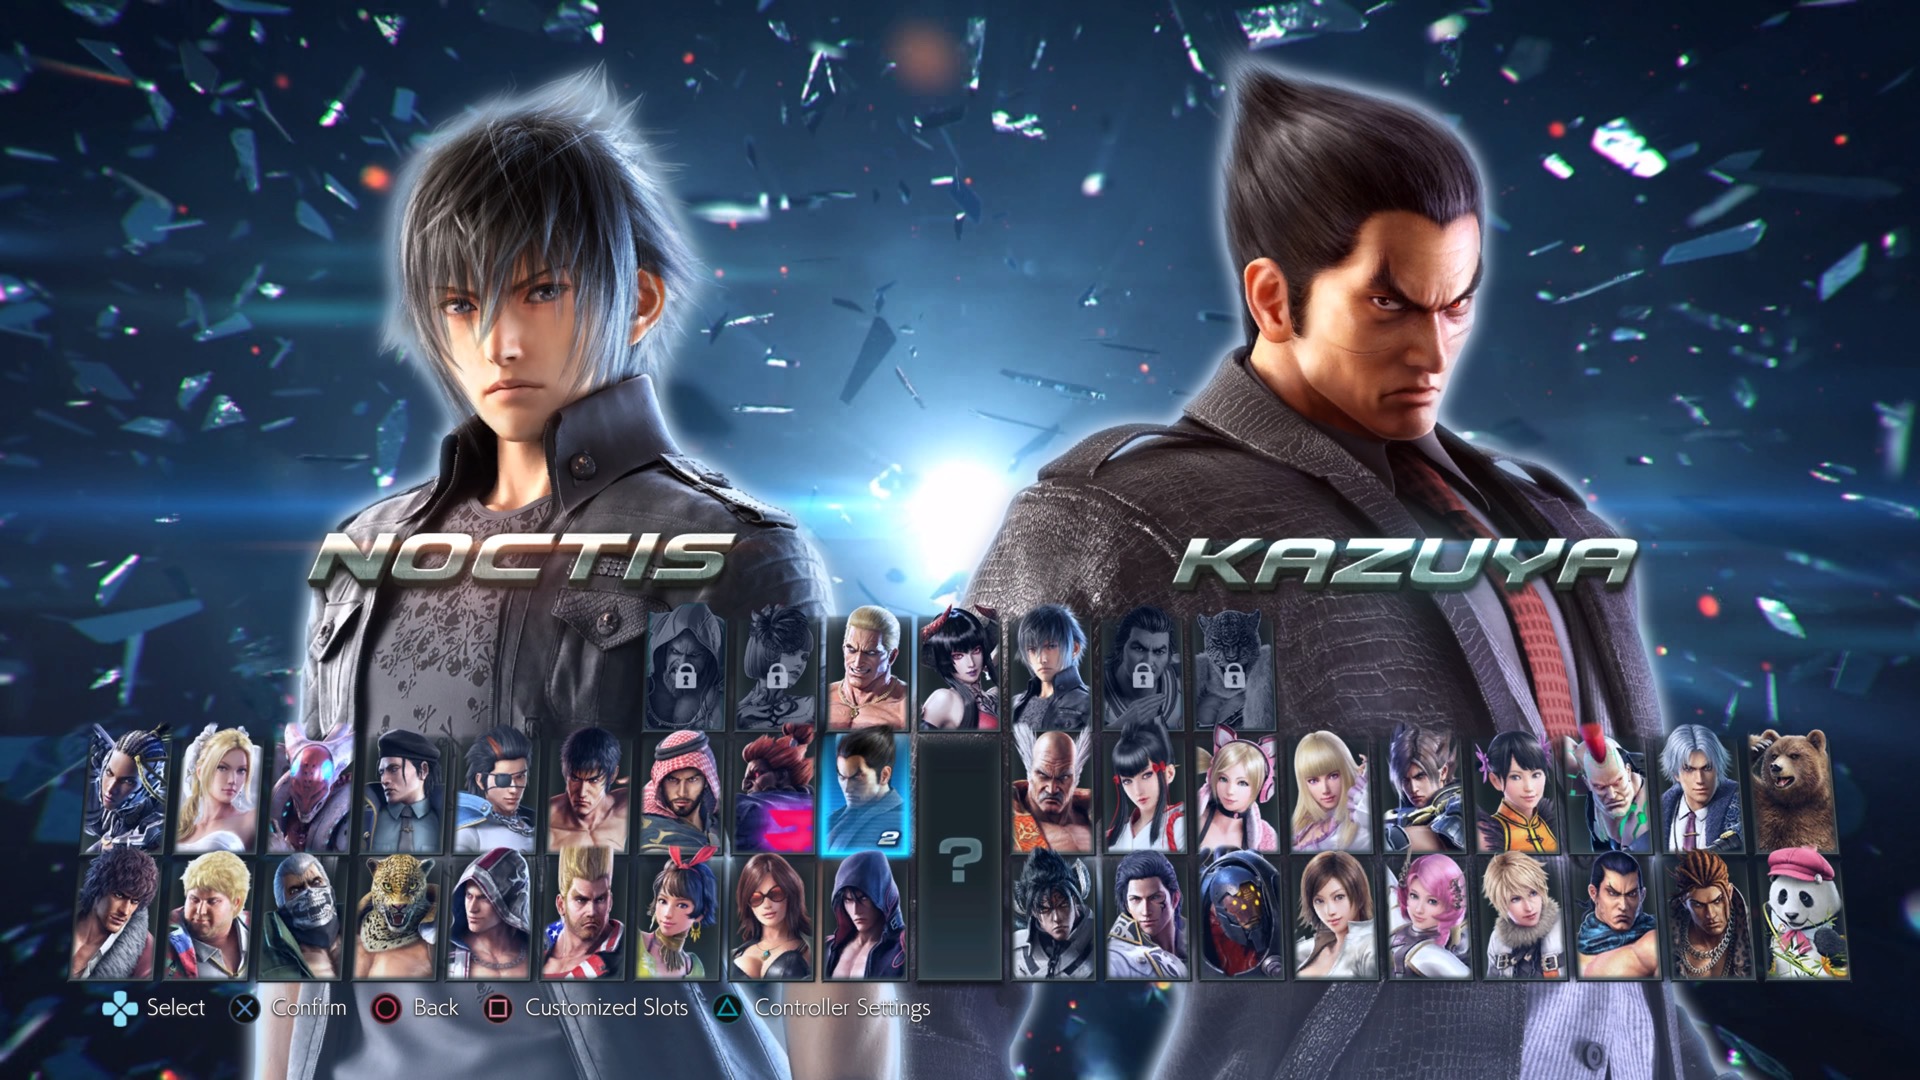 NOCTIS
KAZUYA
2
?
Select Confirm Back Customized Slots Controller Settings